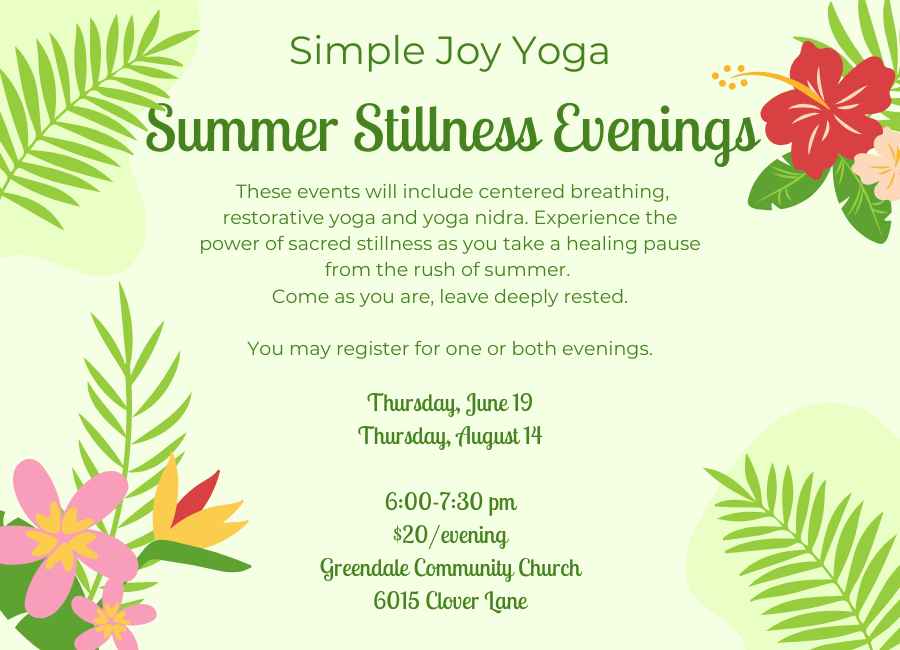 Simple Joy Yoga
Summer Stillness Evenings
These events will include centered breathing,
restorative yoga and yoga nidra. Experience the
power of sacred stillness as you take a healing pause
from the rush of summer.
Come as you are, leave deeply rested.
You may register for one or both evenings.
Thursday, June 19
Thursday, August 14
6:00-7:30 pm
$20/evening
Greendale Community Church
6015 Clover Lane